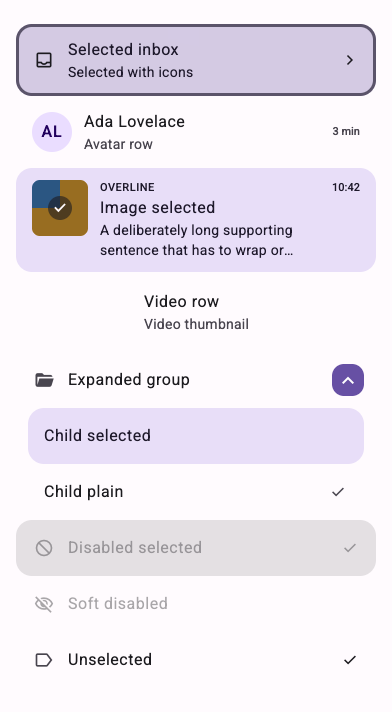 Selected inbox
Selected with icons
AL
Ada Lovelace
3 min
Avatar row
OVERLINE
10:42
Image selected
A deliberately long supporting
sentence that has to wrap or…
Video row
Video thumbnail
Expanded group
Child selected
Child plain
Disabled selected
Soft disabled
Unselected